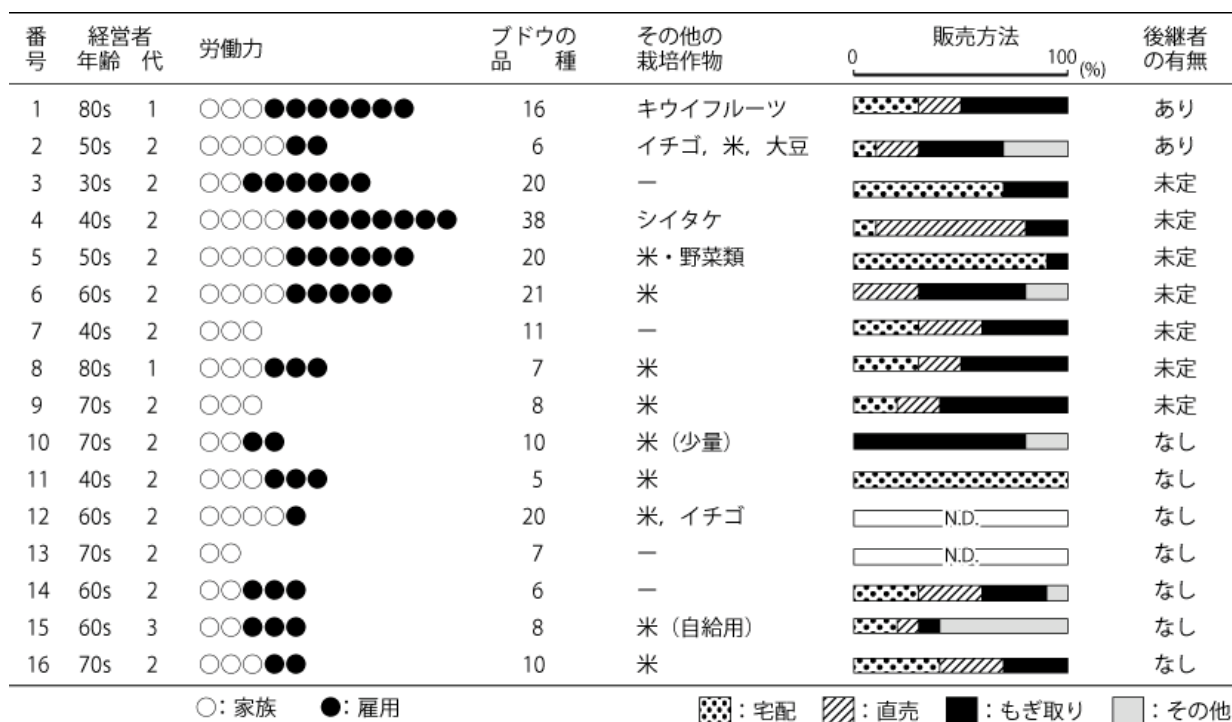 番号 経営者年齢 代 労働力 ブドウの品種 その他の栽培作物 販売方法 0 100 (%) 後継者の有無
1 80s 1 ○○○●●●●●●● 16 キウイフルーツ あり
2 50s 2 ○○○○●● 6 イチゴ，米，大豆 あり
3 30s 2 ○○●●●●●● 20 － 未定
4 40s 2 ○○○○●●●●●●●● 38 シイタケ 未定
5 50s 2 ○○○○●●●●●● 20 米・野菜類 未定
6 60s 2 ○○○○●●●●● 21 米 未定
7 40s 2 ○○○ 11 － 未定
8 80s 1 ○○○●●● 7 米 未定
9 70s 2 ○○○ 8 米 未定
10 70s 2 ○○●● 10 米（少量） なし
11 40s 2 ○○○●●● 5 米 なし
12 60s 2 ○○○○● 20 米，イチゴ N.D. なし
13 70s 2 ○○ 7 － N.D. なし
14 60s 2 ○○●●● 6 － なし
15 60s 3 ○○●●● 8 米（自給用） なし
16 70s 2 ○○○●● 10 米 なし
○：家族 ●：雇用 ：宅配 ：直売 ：もぎ取り ：その他